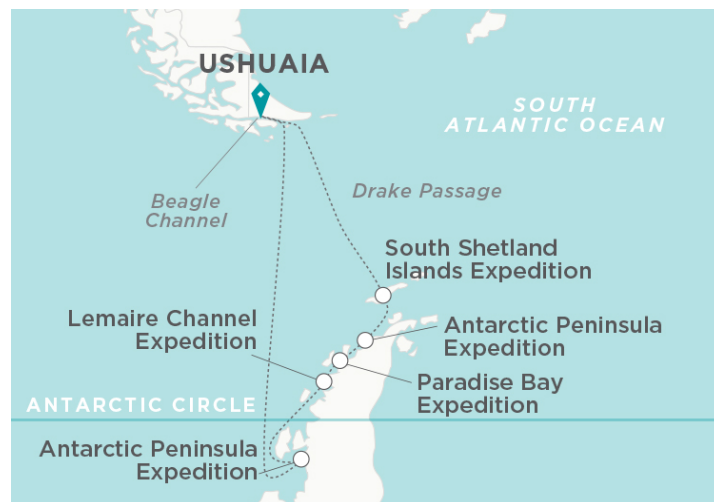 USHUAIA
SOUTH
ATLANTIC OCEAN
Beagle
Channel
Drake Passage
South Shetland
Islands Expedition
Lemaire Channel
Expedition
Antarctic Peninsula
Expedition
Paradise Bay
Expedition
ANTARCTIC CIRCLE
Antarctic Peninsula
Expedition